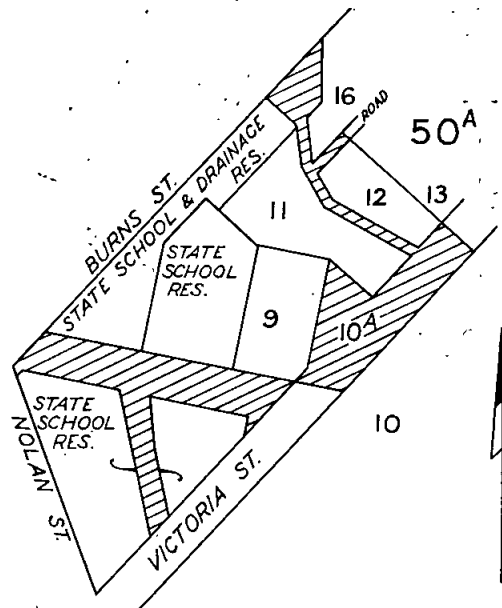 16
ROAD
50A
BURNS ST.
STATE SCHOOL & DRAINAGE
RES.
12
13
11
STATE
SCHOOL
RES.
9
10A
STATE
SCHOOL
RES.
10
NOLAN ST.
VICTORIA ST.